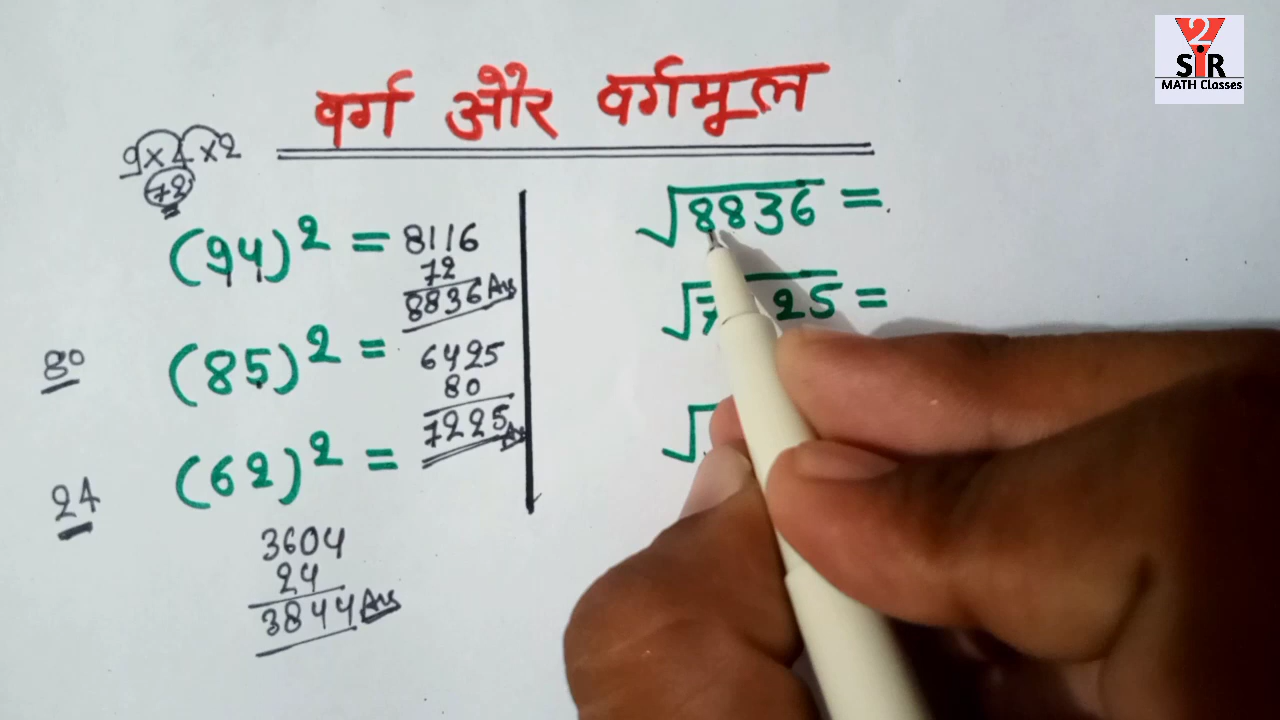 2
SIR
MATH Classes
वर्ग और वर्गमूल
9×4×2
72
(94)² = 8116
72
8836 Ans
80
(85)² = 6425
80
7225 Ans
24
(62)² =
3604
24
3844 Ans
√8836 =
25 =